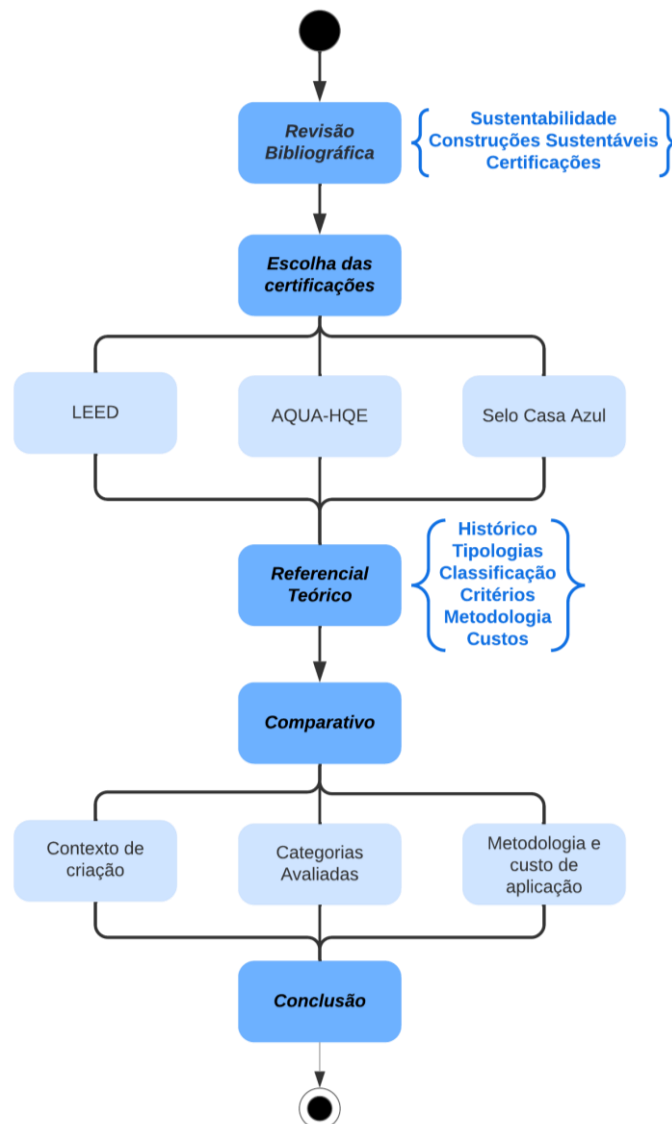 Revisão
Bibliográfica
Sustentabilidade
Construções Sustentáveis
Certificações
Escolha das
certificações
LEED
AQUA-HQE
Selo Casa Azul
Referencial
Teórico
Histórico
Tipologias
Classificação
Critérios
Metodologia
Custos
Comparativo
Contexto de
criação
Categorias
Avaliadas
Metodologia e
custo de
aplicação
Conclusão